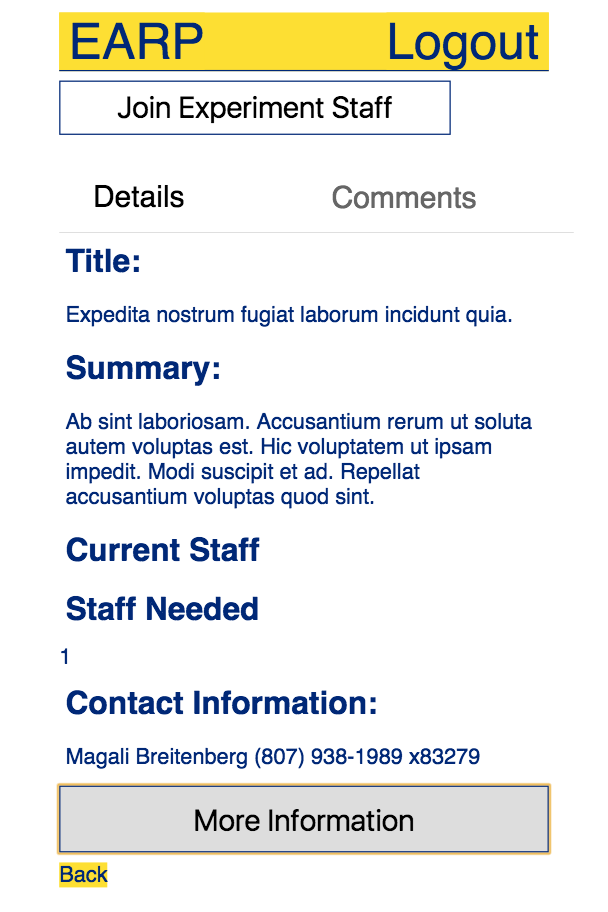 EARP Logout
Join Experiment Staff
Details Comments
Title:
Expedita nostrum fugiat laborum incidunt quia.
Summary:
Ab sint laboriosam. Accusantium rerum ut soluta
autem voluptas est. Hic voluptatem ut ipsam
impedit. Modi suscipit et ad. Repellat
accusantium voluptas quod sint.
Current Staff
Staff Needed
1
Contact Information:
Magali Breitenberg (807) 938-1989 x83279
More Information
Back